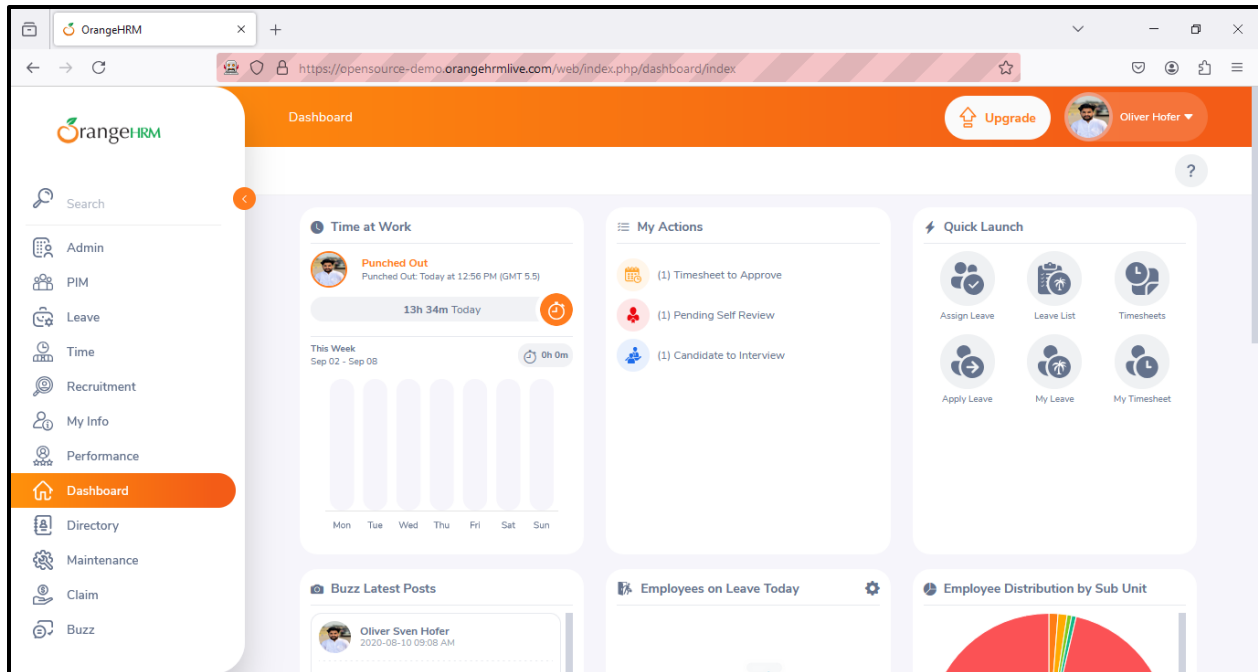 OrangeHRM
https://opensource-demo.orangehrmlive.com/web/index.php/dashboard/index
OrangeHRM
Dashboard
Upgrade
Oliver Hofer
?
Search
Admin
PIM
Leave
Time
Recruitment
My Info
Performance
Dashboard
Directory
Maintenance
Claim
Buzz
Time at Work
Punched Out
Punched Out: Today at 12:56 PM (GMT 5.5)
13h 34m Today
This Week
Sep 02 - Sep 08
0h 0m
Mon Tue Wed Thu Fri Sat Sun
My Actions
(1) Timesheet to Approve
(1) Pending Self Review
(1) Candidate to Interview
Quick Launch
Assign Leave Leave List Timesheets
Apply Leave My Leave My Timesheet
Buzz Latest Posts
Oliver Sven Hofer
2020-08-10 09:08 AM
Employees on Leave Today
Employee Distribution by Sub Unit